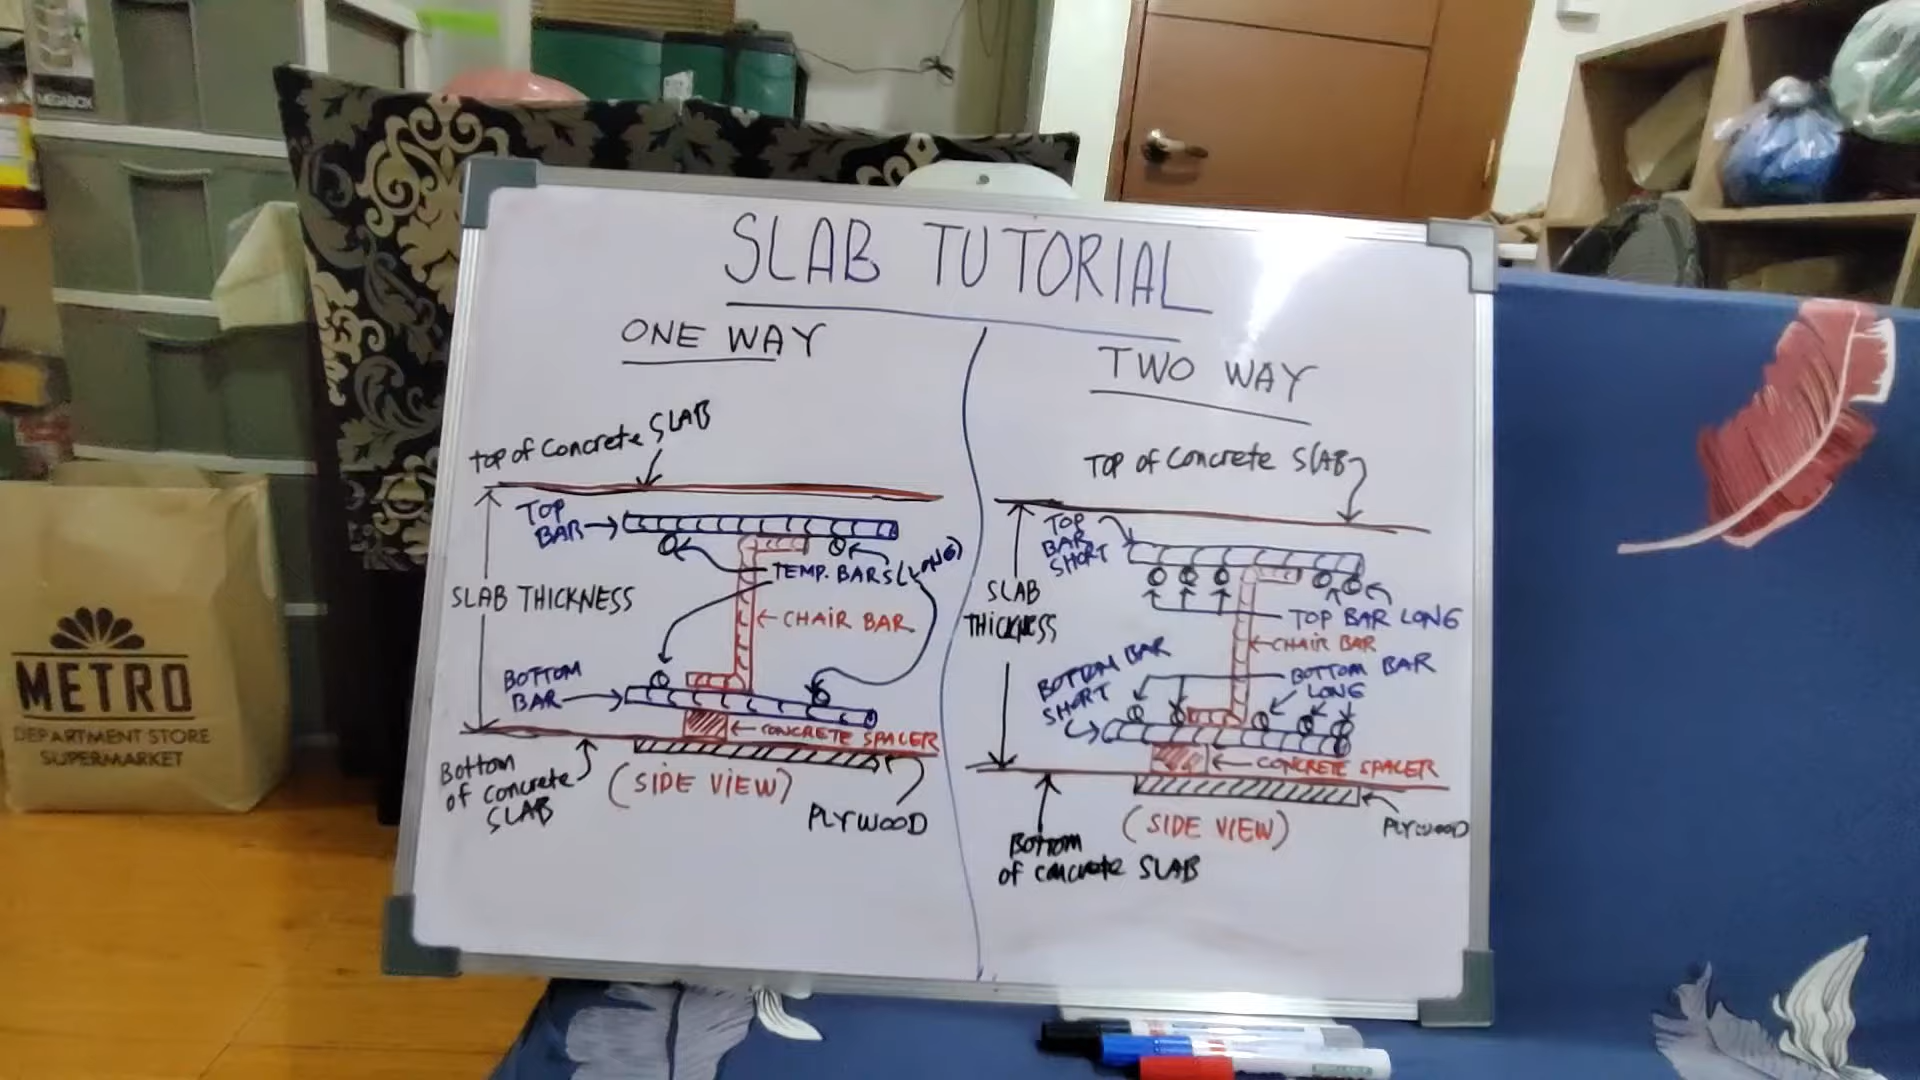 MEGABOX
SLAB TUTORIAL
ONE WAY
Top of Concrete SLAB
TOP
BAR
TEMP. BARS (LONG)
SLAB THICKNESS
CHAIR BAR
BOTTOM
BAR
CONCRETE SPACER
Bottom
of concrete
SLAB
(SIDE VIEW)
PLYWOOD
TWO WAY
TOP OF Concrete SLAB
TOP
BAR
SHORT
SLAB
THICKNESS
TOP BAR LONG
CHAIR BAR
BOTTOM BAR
SHORT
BOTTOM BAR
LONG
CONCRETE SPACER
(SIDE VIEW)
PLYWOOD
Bottom
of concrete SLAB
METRO
DEPARTMENT STORE
SUPERMARKET